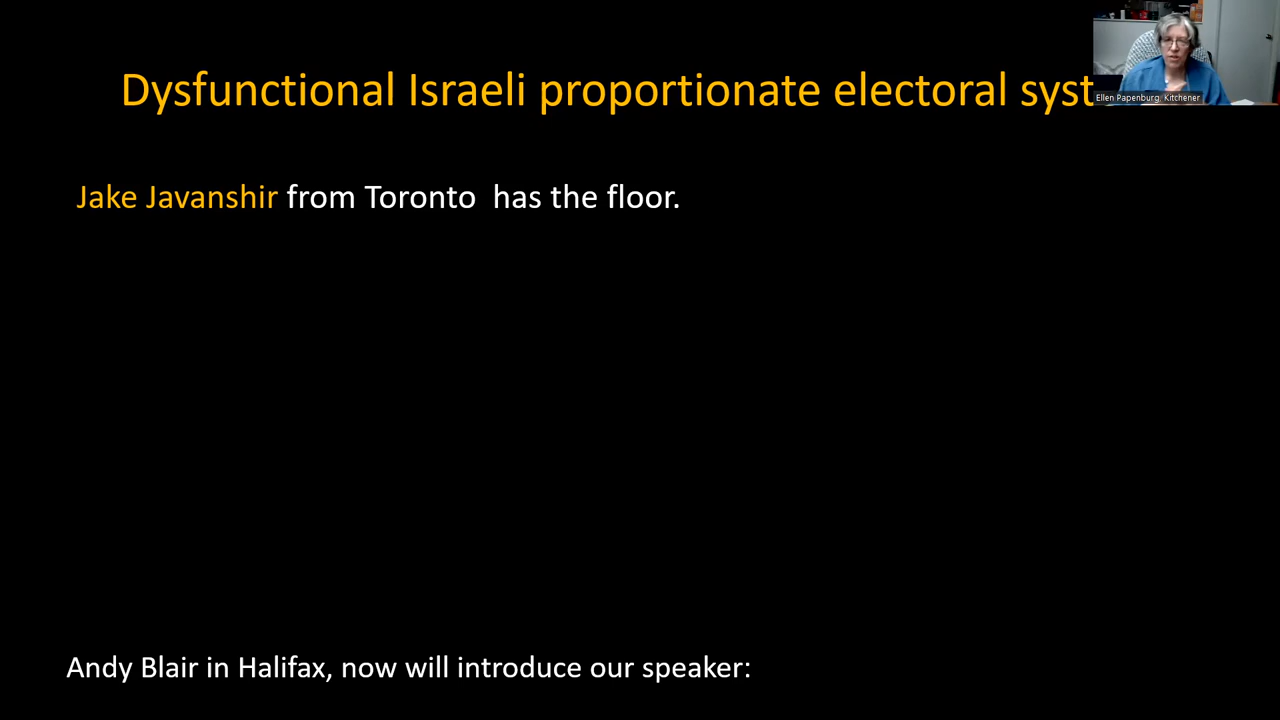 Dysfunctional Israeli proportionate electoral syst
Ellen Papenburg, Kitchener
Jake Javanshir from Toronto  has the floor.
Andy Blair in Halifax, now will introduce our speaker: